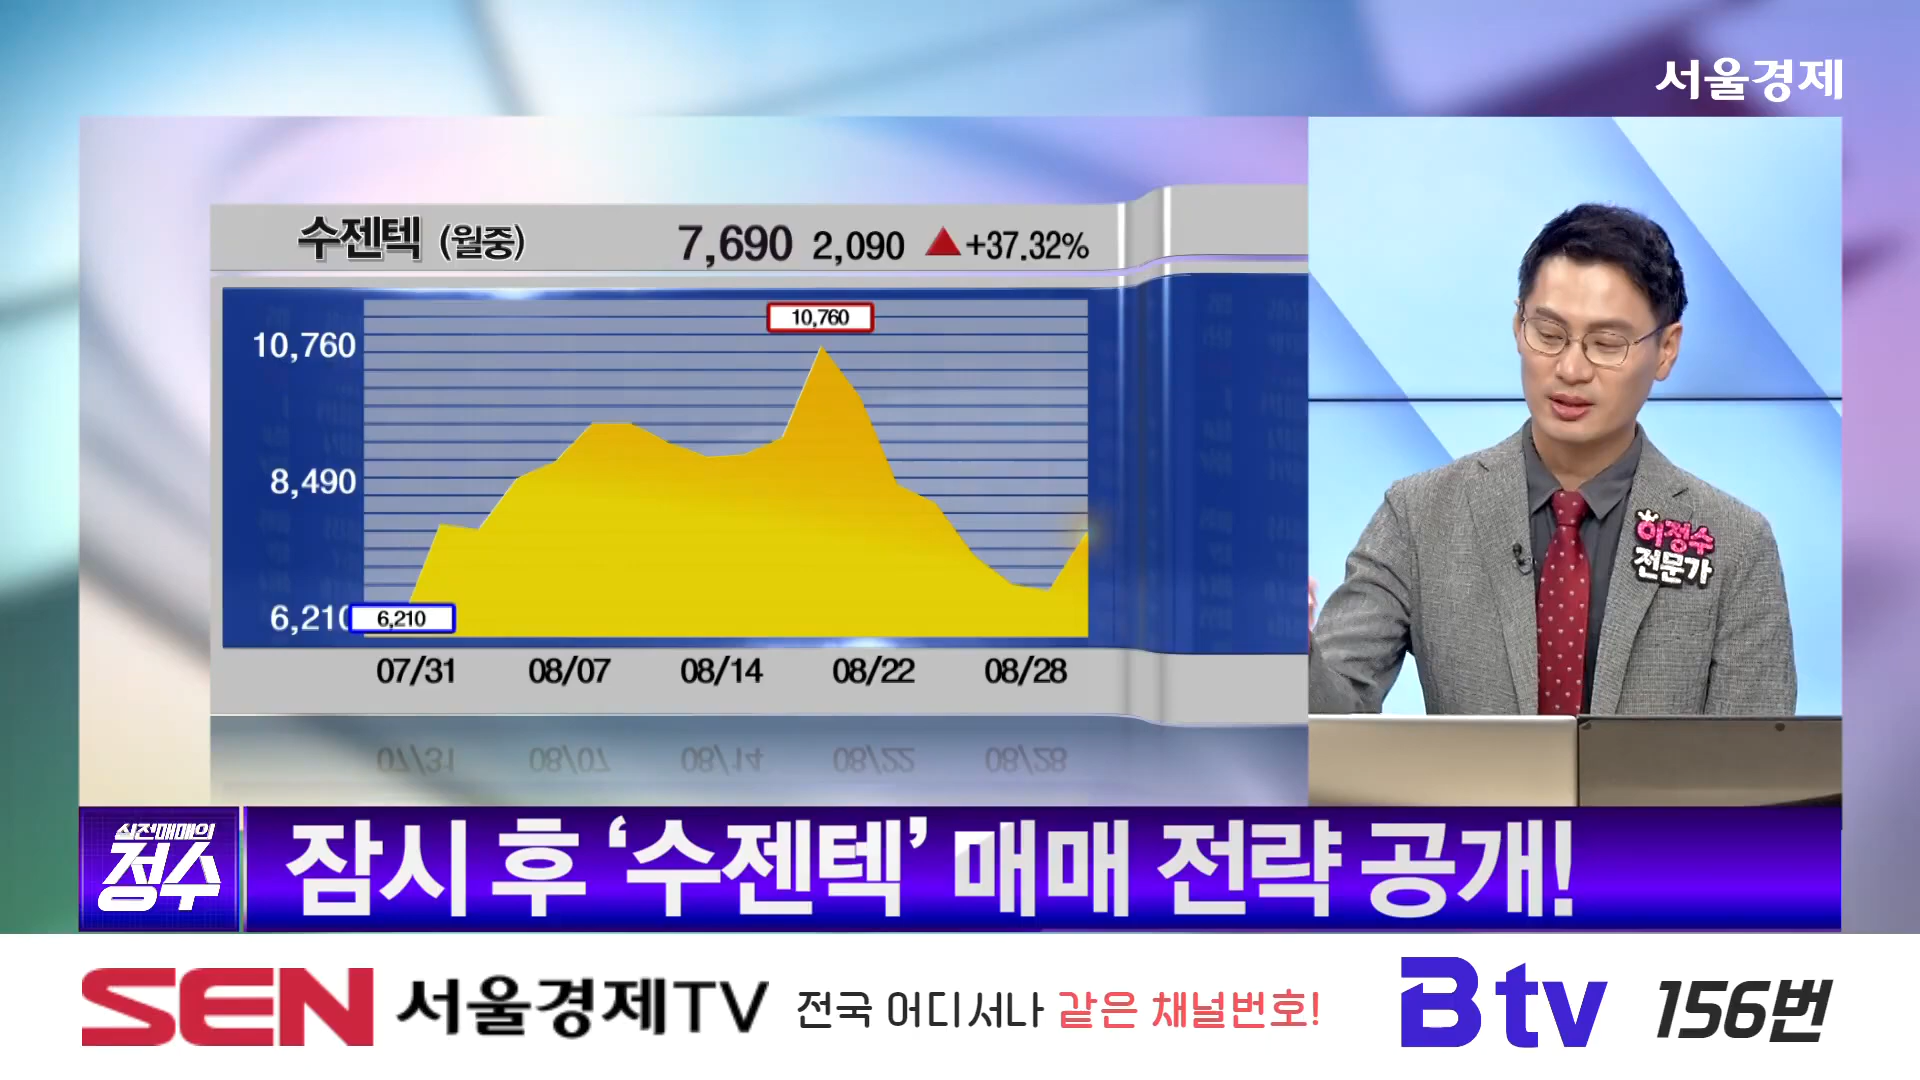 서울경제
수젠텍 (월중) 7,690 2,090 ▲+37.32%
10,760
10,760
8,490
6,210
6,210
07/31 08/07 08/14 08/22 08/28
이정수
전문가
실전매매의
정수
잠시 후 ‘수젠텍’ 매매 전략 공개!
SEN 서울경제TV 전국 어디서나 같은 채널번호! B tv 156번